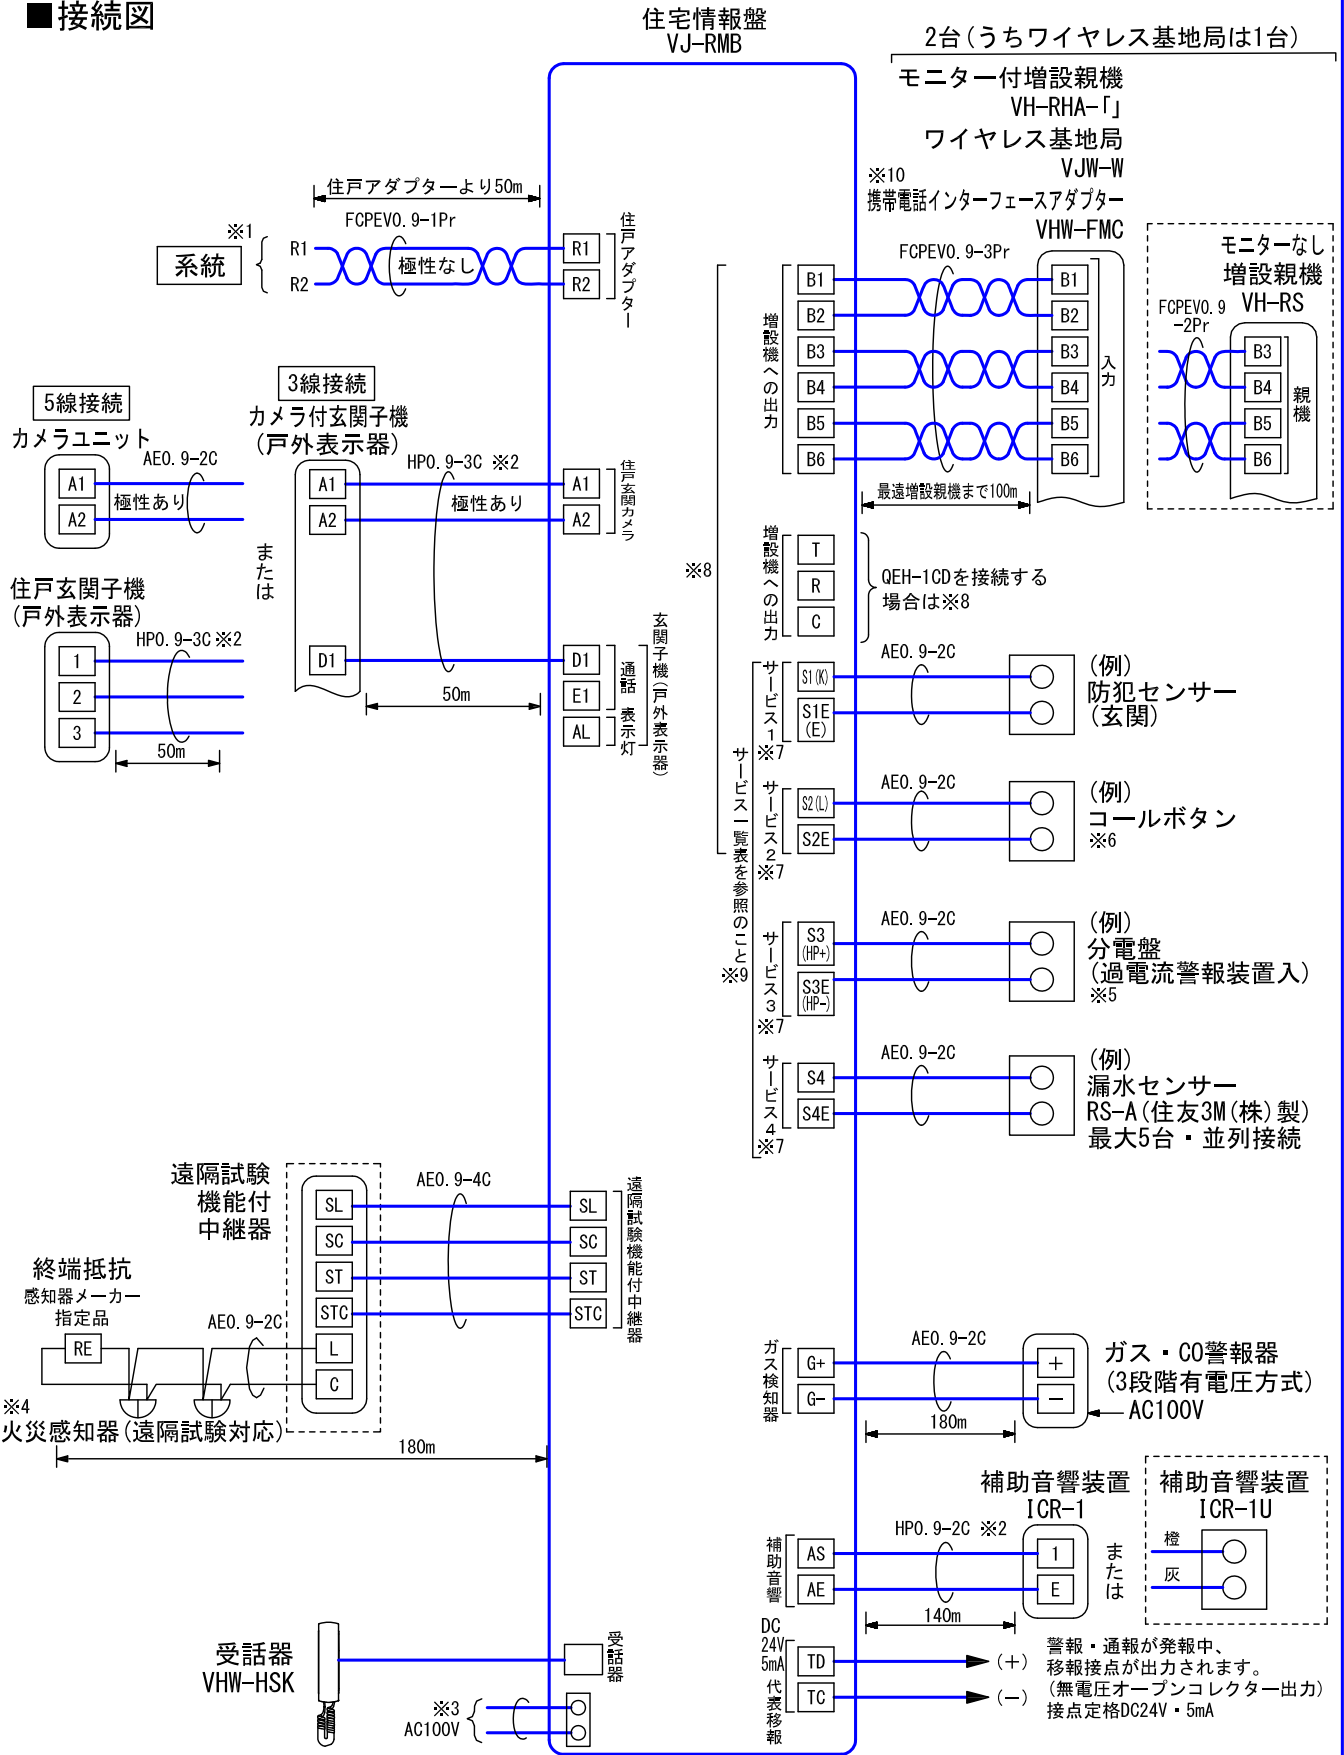 ■接続図
住宅情報盤
VJ-RMB
2台(うちワイヤレス基地局は1台)
モニター付増設親機
VH-RHA-「」
ワイヤレス基地局
VJW-W
※10
携帯電話インターフェースアダプター
VHW-FMC
住戸アダプターより50m
FCPEV0.9-1Pr
※1
系統
R1
R2
極性なし
R1
R2
住戸アダプター
FCPEV0.9-3Pr
増設機への出力
B1
B2
B3
B4
B5
B6
B1
B2
B3
B4
B5
B6
入力
最遠増設親機まで100m
モニターなし
増設親機
VH-RS
FCPEV0.9
-2Pr
B3
B4
B5
B6
親機
5線接続
カメラユニット
AE0.9-2C
A1
A2
極性あり
3線接続
カメラ付玄関子機
(戸外表示器)
HP0.9-3C ※2
A1
A2
極性あり
A1
A2
住戸玄関カメラ
または
住戸玄関子機
(戸外表示器)
HP0.9-3C ※2
1
2
3
50m
D1
50m
D1
E1
AL
通話
表示灯
玄関子機(戸外表示器)
※8
増設機への出力
T
R
C
QEH-1CDを接続する
場合は※8
サービス一覧表を参照のこと
※9
サービス1
※7
S1(K)
S1E
(E)
AE0.9-2C
(例)
防犯センサー
(玄関)
サービス2
※7
S2(L)
S2E
AE0.9-2C
(例)
コールボタン
※6
サービス3
※7
S3
(HP+)
S3E
(HP-)
AE0.9-2C
(例)
分電盤
(過電流警報装置入)
※5
サービス4
※7
S4
S4E
AE0.9-2C
(例)
漏水センサー
RS-A(住友3M(株)製)
最大5台・並列接続
遠隔試験
機能付
中継器
SL
SC
ST
STC
L
C
AE0.9-4C
SL
SC
ST
STC
遠隔試験機能付中継器
終端抵抗
感知器メーカー
指定品
RE
AE0.9-2C
※4
火災感知器(遠隔試験対応)
180m
ガス検知器
G+
G-
AE0.9-2C
+
-
180m
ガス・CO警報器
(3段階有電圧方式)
AC100V
補助音響装置
ICR-1
補助音響
AS
AE
HP0.9-2C ※2
1
E
140m
または
補助音響装置
ICR-1U
橙
灰
DC
24V
5mA
代表移報
TD
TC
(+)
(-)
警報・通報が発報中、
移報接点が出力されます。
(無電圧オープンコレクター出力)
接点定格DC24V・5mA
受話器
VHW-HSK
受話器
※3
AC100V